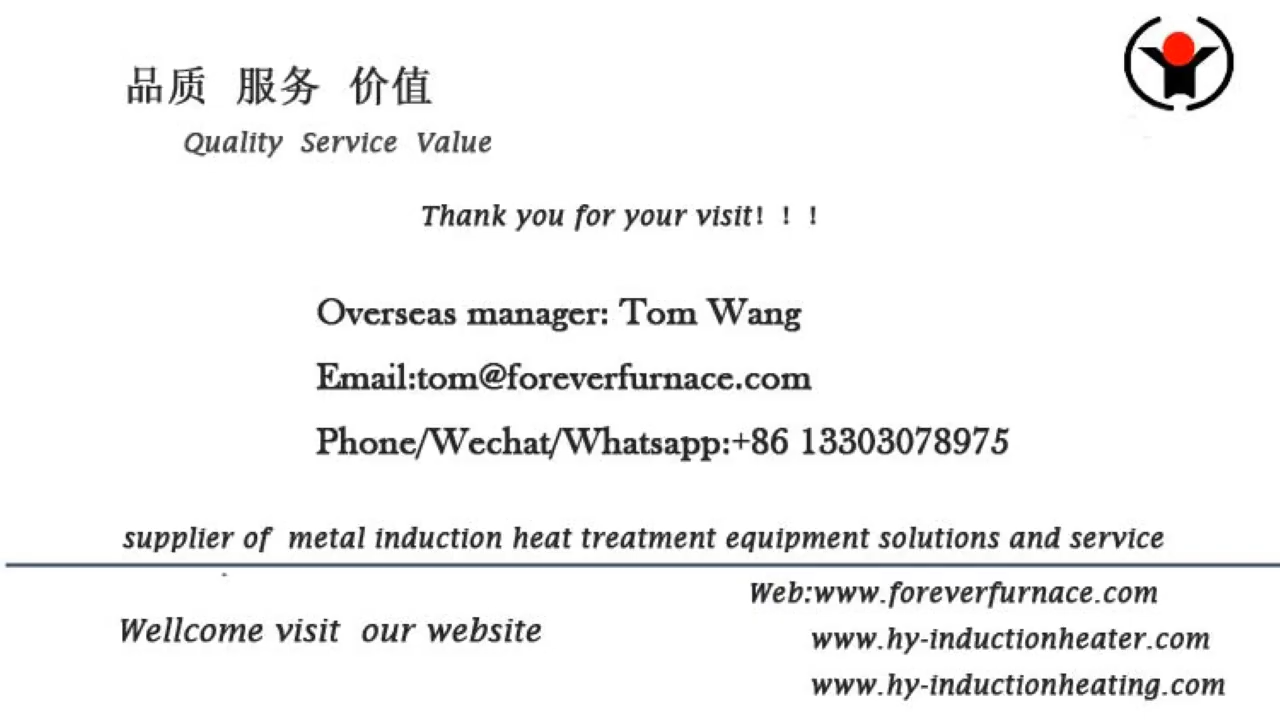 品质 服务 价值
Quality Service Value
Thank you for your visit！！！
Overseas manager: Tom Wang
Email:tom@foreverfurnace.com
Phone/Wechat/Whatsapp:+86 13303078975
supplier of metal induction heat treatment equipment solutions and service
Wellcome visit our website
Web:www.foreverfurnace.com
www.hy-inductionheater.com
www.hy-inductionheating.com